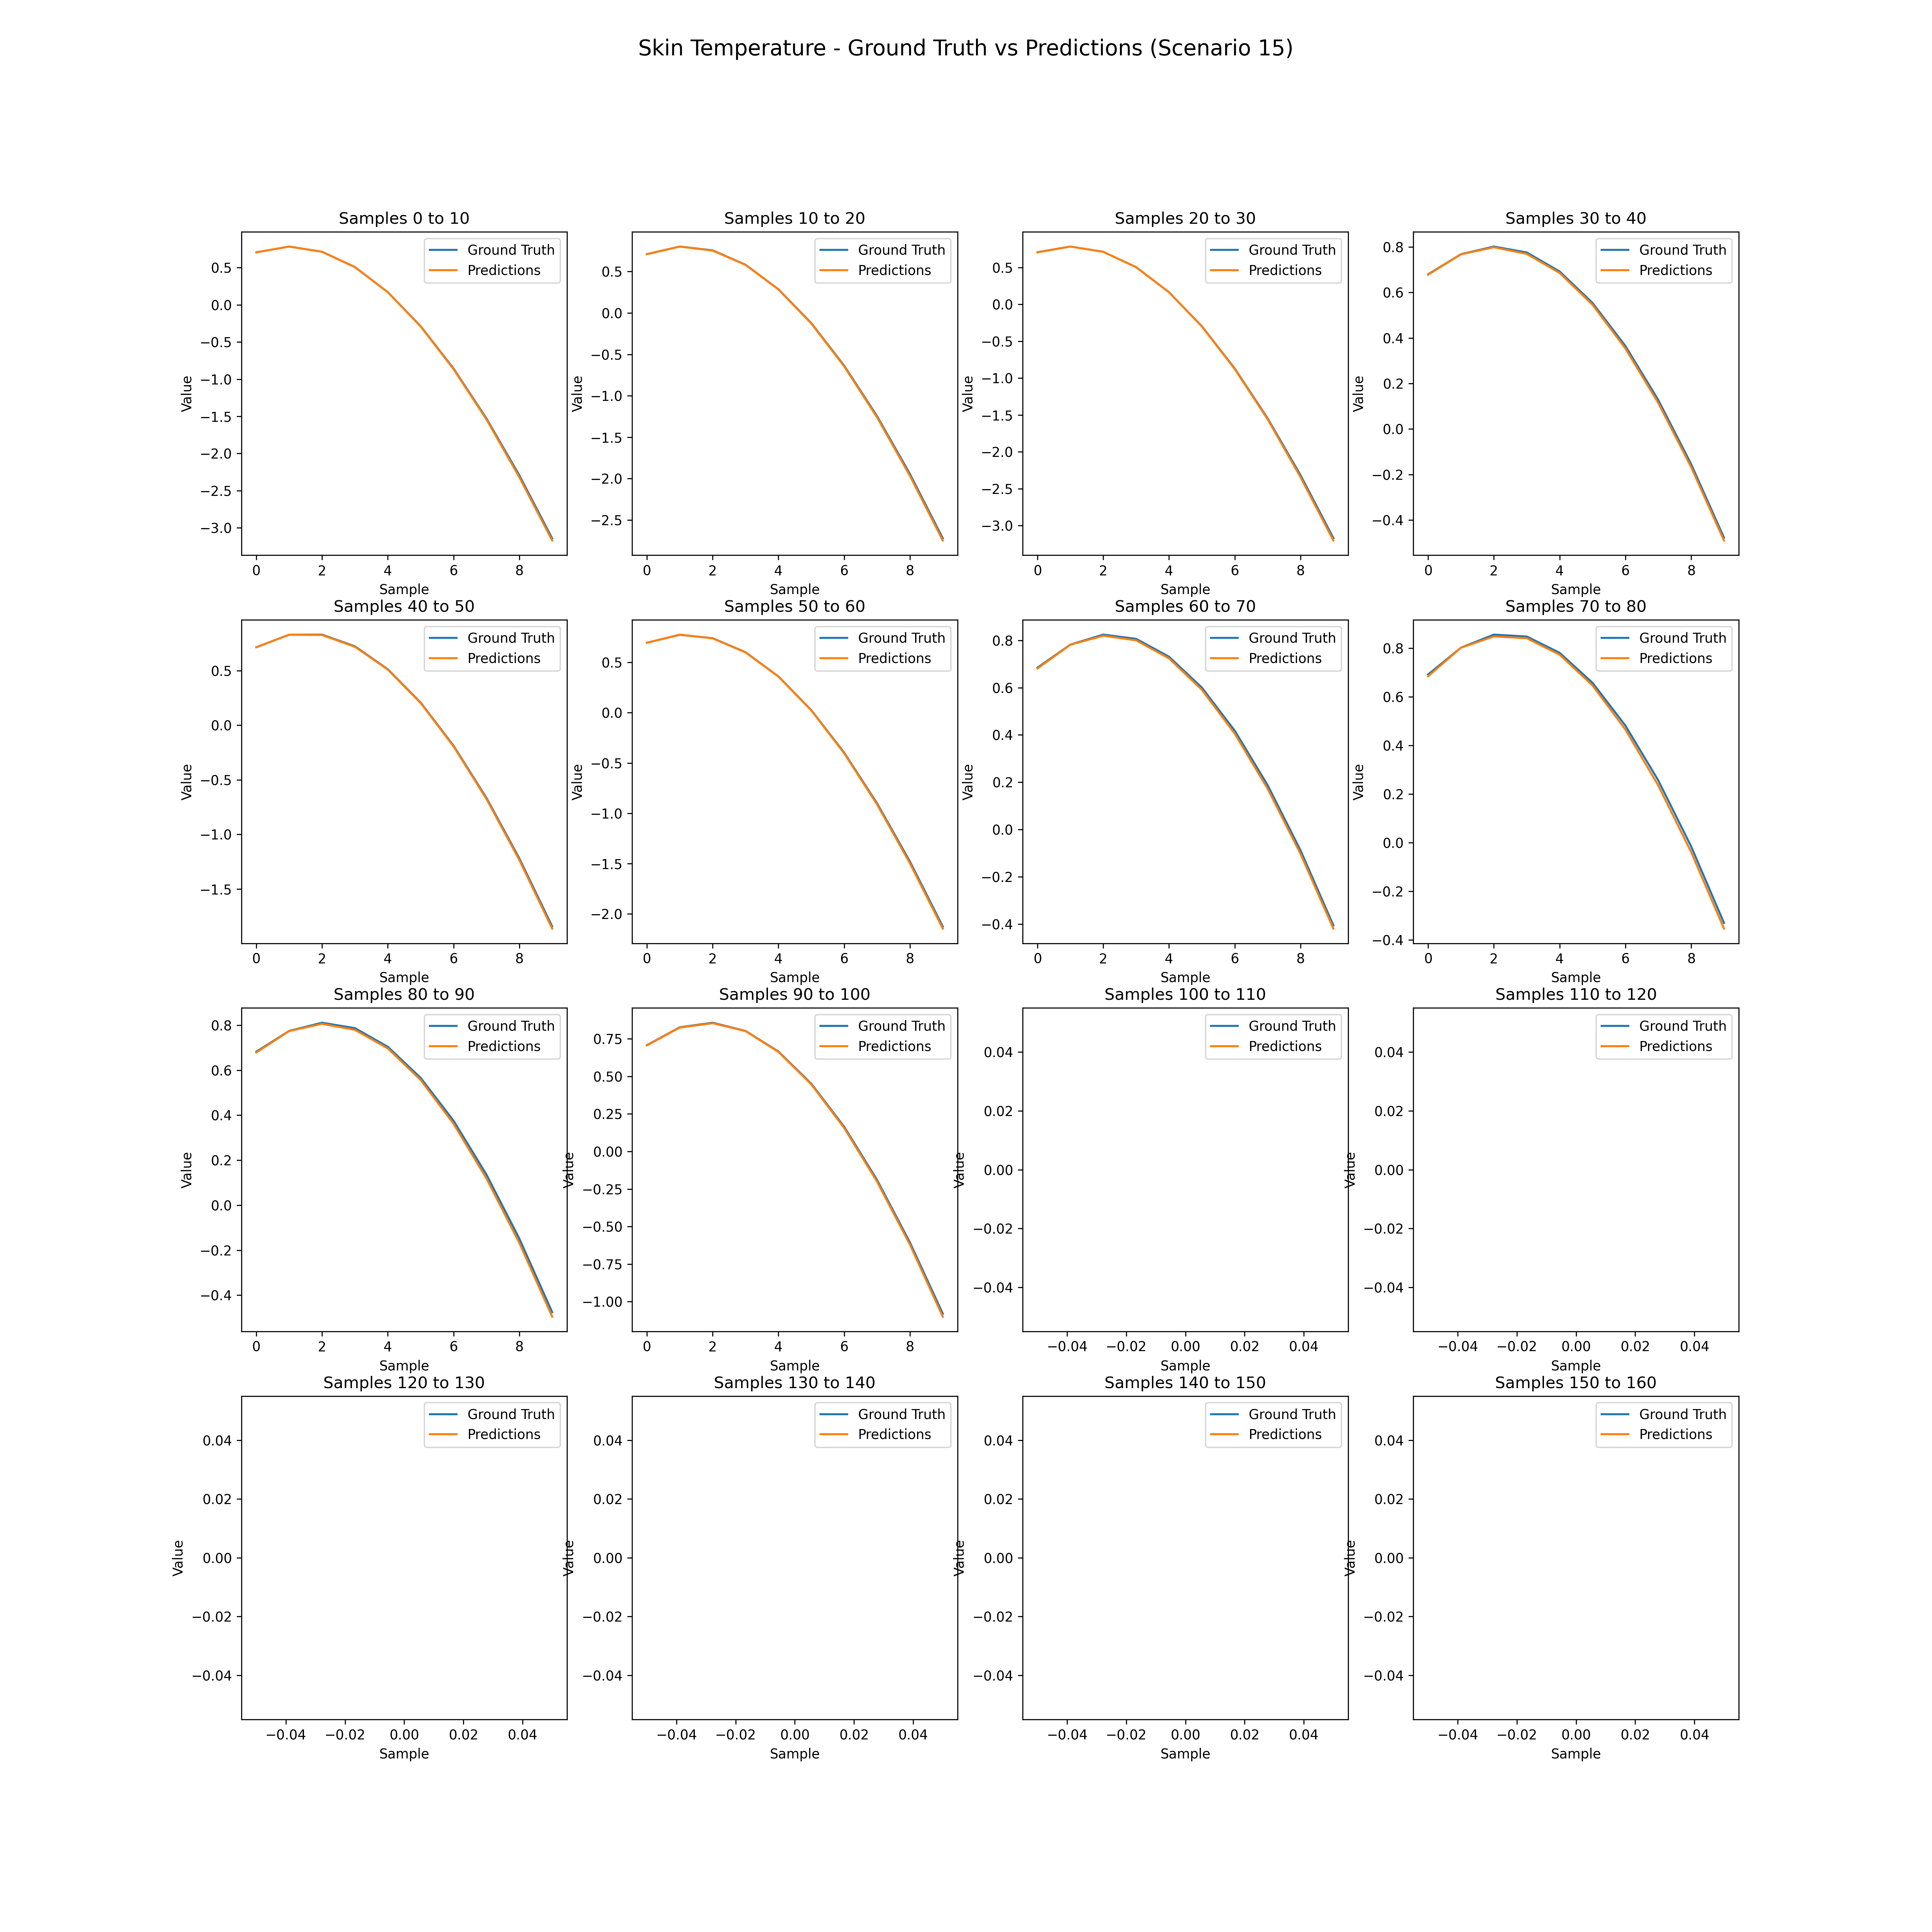 Skin Temperature - Ground Truth vs Predictions (Scenario 15)
Samples 0 to 10
Ground Truth
Predictions
0.5
0.0
−0.5
−1.0
−1.5
−2.0
−2.5
−3.0
Value
0 2 4 6 8
Sample
Samples 10 to 20
Ground Truth
Predictions
0.5
0.0
−0.5
−1.0
−1.5
−2.0
−2.5
Value
0 2 4 6 8
Sample
Samples 20 to 30
Ground Truth
Predictions
0.5
0.0
−0.5
−1.0
−1.5
−2.0
−2.5
−3.0
Value
0 2 4 6 8
Sample
Samples 30 to 40
Ground Truth
Predictions
0.8
0.6
0.4
0.2
0.0
−0.2
−0.4
Value
0 2 4 6 8
Sample
Samples 40 to 50
Ground Truth
Predictions
0.5
0.0
−0.5
−1.0
−1.5
Value
0 2 4 6 8
Sample
Samples 50 to 60
Ground Truth
Predictions
0.5
0.0
−0.5
−1.0
−1.5
−2.0
Value
0 2 4 6 8
Sample
Samples 60 to 70
Ground Truth
Predictions
0.8
0.6
0.4
0.2
0.0
−0.2
−0.4
Value
0 2 4 6 8
Sample
Samples 70 to 80
Ground Truth
Predictions
0.8
0.6
0.4
0.2
0.0
−0.2
−0.4
Value
0 2 4 6 8
Sample
Samples 80 to 90
Ground Truth
Predictions
0.8
0.6
0.4
0.2
0.0
−0.2
−0.4
Value
0 2 4 6 8
Sample
Samples 90 to 100
Ground Truth
Predictions
0.75
0.50
0.25
0.00
−0.25
−0.50
−0.75
−1.00
Value
0 2 4 6 8
Sample
Samples 100 to 110
Ground Truth
Predictions
0.04
0.02
0.00
−0.02
−0.04
Value
−0.04 −0.02 0.00 0.02 0.04
Sample
Samples 110 to 120
Ground Truth
Predictions
0.04
0.02
0.00
−0.02
−0.04
Value
−0.04 −0.02 0.00 0.02 0.04
Sample
Samples 120 to 130
Ground Truth
Predictions
0.04
0.02
0.00
−0.02
−0.04
Value
−0.04 −0.02 0.00 0.02 0.04
Sample
Samples 130 to 140
Ground Truth
Predictions
0.04
0.02
0.00
−0.02
−0.04
Value
−0.04 −0.02 0.00 0.02 0.04
Sample
Samples 140 to 150
Ground Truth
Predictions
0.04
0.02
0.00
−0.02
−0.04
Value
−0.04 −0.02 0.00 0.02 0.04
Sample
Samples 150 to 160
Ground Truth
Predictions
0.04
0.02
0.00
−0.02
−0.04
Value
−0.04 −0.02 0.00 0.02 0.04
Sample